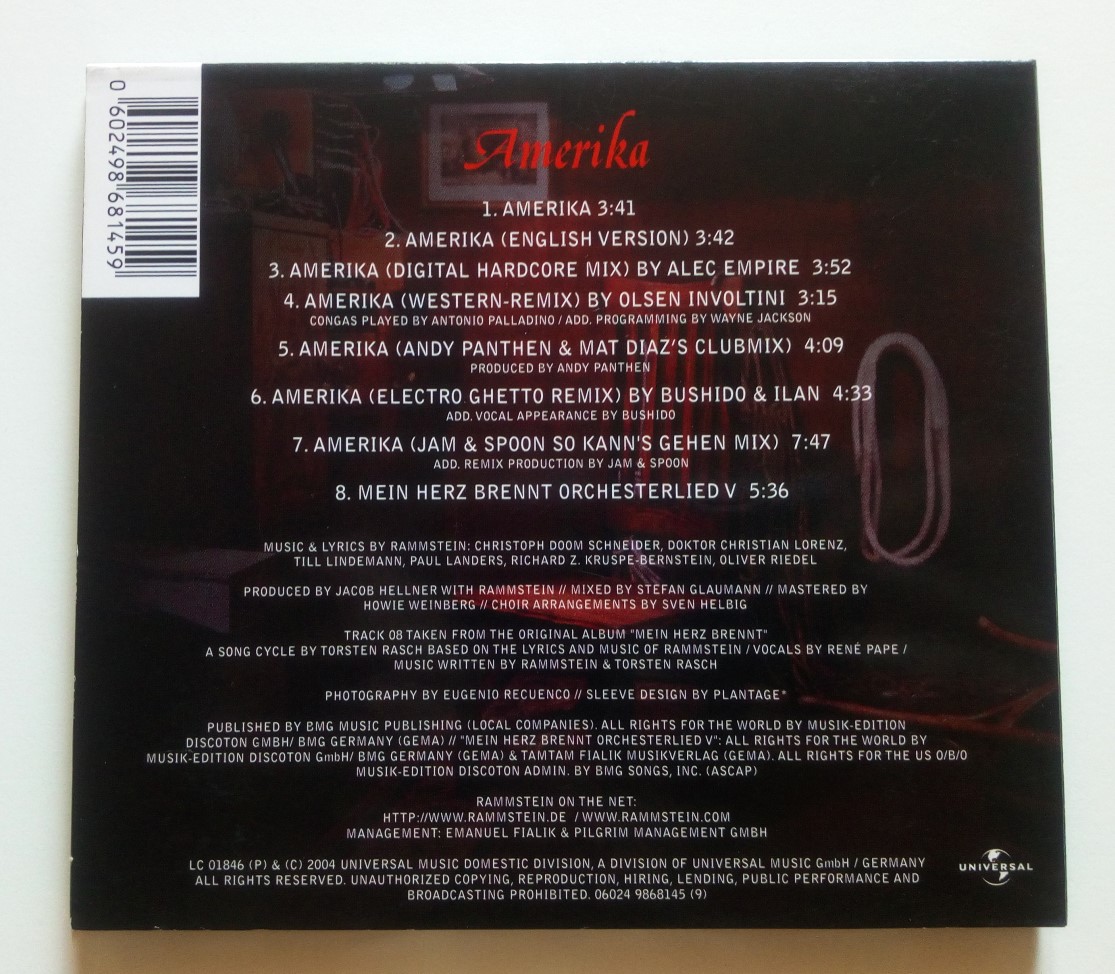 0 602498 681459
Amerika
1. AMERIKA 3:41
2. AMERIKA (ENGLISH VERSION) 3:42
3. AMERIKA (DIGITAL HARDCORE MIX) BY ALEC EMPIRE 3:52
4. AMERIKA (WESTERN-REMIX) BY OLSEN INVOLTINI 3:15
CONGAS PLAYED BY ANTONIO PALLADINO / ADD. PROGRAMMING BY WAYNE JACKSON
5. AMERIKA (ANDY PANTHEN & MAT DIAZ'S CLUBMIX) 4:09
PRODUCED BY ANDY PANTHEN
6. AMERIKA (ELECTRO GHETTO REMIX) BY BUSHIDO & ILAN 4:33
ADD. VOCAL APPEARANCE BY BUSHIDO
7. AMERIKA (JAM & SPOON SO KANN'S GEHEN MIX) 7:47
ADD. REMIX PRODUCTION BY JAM & SPOON
8. MEIN HERZ BRENNT ORCHESTERLIED V 5:36
MUSIC & LYRICS BY RAMMSTEIN: CHRISTOPH DOOM SCHNEIDER, DOKTOR CHRISTIAN LORENZ,
TILL LINDEMANN, PAUL LANDERS, RICHARD Z. KRUSPE-BERNSTEIN, OLIVER RIEDEL
PRODUCED BY JACOB HELLNER WITH RAMMSTEIN // MIXED BY STEFAN GLAUMANN // MASTERED BY
HOWIE WEINBERG // CHOIR ARRANGEMENTS BY SVEN HELBIG
TRACK 08 TAKEN FROM THE ORIGINAL ALBUM "MEIN HERZ BRENNT"
A SONG CYCLE BY TORSTEN RASCH BASED ON THE LYRICS AND MUSIC OF RAMMSTEIN / VOCALS BY RENÉ PAPE /
MUSIC WRITTEN BY RAMMSTEIN & TORSTEN RASCH
PHOTOGRAPHY BY EUGENIO RECUENCO // SLEEVE DESIGN BY PLANTAGE*
PUBLISHED BY BMG MUSIC PUBLISHING (LOCAL COMPANIES). ALL RIGHTS FOR THE WORLD BY MUSIK-EDITION
DISCOTON GMBH/ BMG GERMANY (GEMA) // "MEIN HERZ BRENNT ORCHESTERLIED V": ALL RIGHTS FOR THE WORLD BY
MUSIK-EDITION DISCOTON GmbH/ BMG GERMANY (GEMA) & TAMTAM FIALIK MUSIKVERLAG (GEMA). ALL RIGHTS FOR THE US O/B/O
MUSIK-EDITION DISCOTON ADMIN. BY BMG SONGS, INC. (ASCAP)
RAMMSTEIN ON THE NET:
HTTP://WWW.RAMMSTEIN.DE / WWW.RAMMSTEIN.COM
MANAGEMENT: EMANUEL FIALIK & PILGRIM MANAGEMENT GMBH
LC 01846 (P) & (C) 2004 UNIVERSAL MUSIC DOMESTIC DIVISION, A DIVISION OF UNIVERSAL MUSIC GmbH / GERMANY
ALL RIGHTS RESERVED. UNAUTHORIZED COPYING, REPRODUCTION, HIRING, LENDING, PUBLIC PERFORMANCE AND
BROADCASTING PROHIBITED. 06024 9868145 (9)
UNIVERSAL